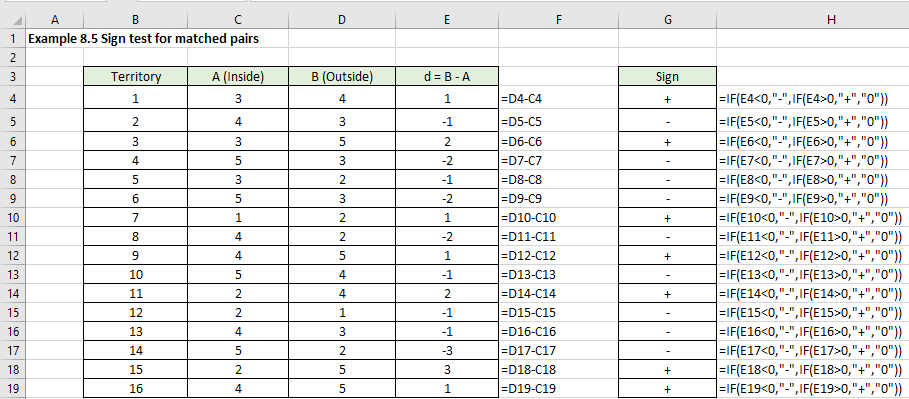 A B C D E F G H
1 Example 8.5 Sign test for matched pairs
2
3 Territory A (Inside) B (Outside) d = B - A Sign
4 1 3 4 1 =D4-C4 + =IF(E4<0,"-",IF(E4>0,"+","0"))
5 2 4 3 -1 =D5-C5 - =IF(E5<0,"-",IF(E5>0,"+","0"))
6 3 3 5 2 =D6-C6 + =IF(E6<0,"-",IF(E6>0,"+","0"))
7 4 5 3 -2 =D7-C7 - =IF(E7<0,"-",IF(E7>0,"+","0"))
8 5 3 2 -1 =D8-C8 - =IF(E8<0,"-",IF(E8>0,"+","0"))
9 6 5 3 -2 =D9-C9 - =IF(E9<0,"-",IF(E9>0,"+","0"))
10 7 1 2 1 =D10-C10 + =IF(E10<0,"-",IF(E10>0,"+","0"))
11 8 4 2 -2 =D11-C11 - =IF(E11<0,"-",IF(E11>0,"+","0"))
12 9 4 5 1 =D12-C12 + =IF(E12<0,"-",IF(E12>0,"+","0"))
13 10 5 4 -1 =D13-C13 - =IF(E13<0,"-",IF(E13>0,"+","0"))
14 11 2 4 2 =D14-C14 + =IF(E14<0,"-",IF(E14>0,"+","0"))
15 12 2 1 -1 =D15-C15 - =IF(E15<0,"-",IF(E15>0,"+","0"))
16 13 4 3 -1 =D16-C16 - =IF(E16<0,"-",IF(E16>0,"+","0"))
17 14 5 2 -3 =D17-C17 - =IF(E17<0,"-",IF(E17>0,"+","0"))
18 15 2 5 3 =D18-C18 + =IF(E18<0,"-",IF(E18>0,"+","0"))
19 16 4 5 1 =D19-C19 + =IF(E19<0,"-",IF(E19>0,"+","0"))